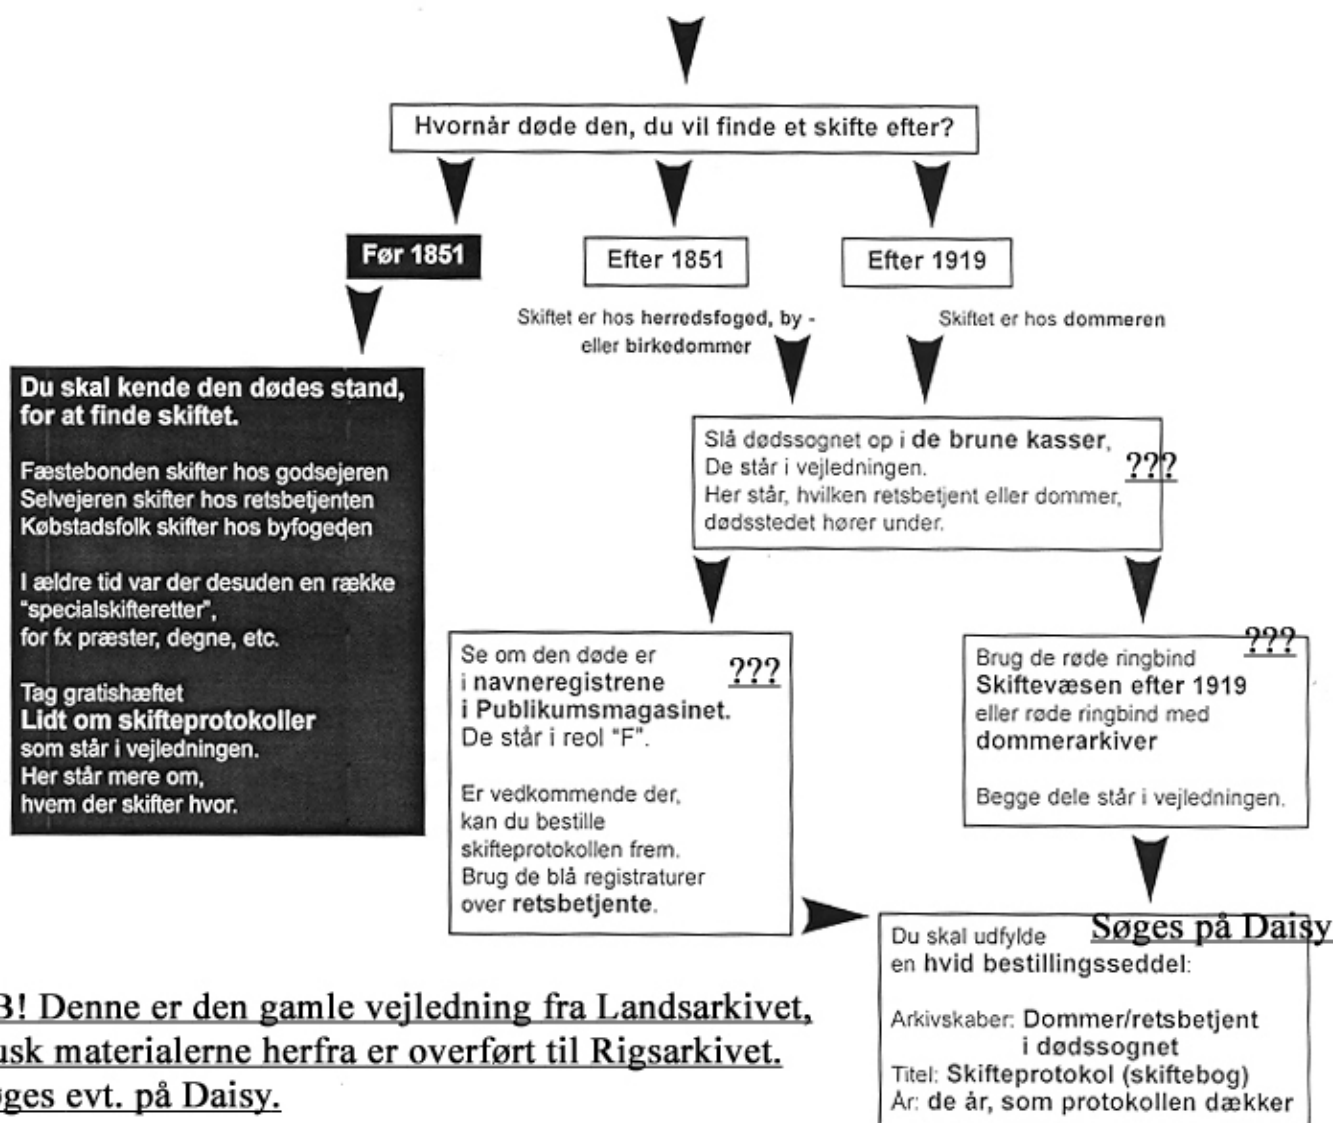 Hvornår døde den, du vil finde et skifte efter?
Før 1851
Efter 1851
Efter 1919
Skiftet er hos herredsfoged, by -
eller birkedommer
Skiftet er hos dommeren
Du skal kende den dødes stand,
for at finde skiftet.
Fæstebonden skifter hos godsejeren
Selvejeren skifter hos retsbetjenten
Købstadsfolk skifter hos byfogeden
I ældre tid var der desuden en række
"specialskifteretter",
for fx præster, degne, etc.
Tag gratishæftet
Lidt om skifteprotokoller
som står i vejledningen.
Her står mere om,
hvem der skifter hvor.
Slå dødssognet op i de brune kasser,
De står i vejledningen.
Her står, hvilken retsbetjent eller dommer,
dødsstedet hører under.
???
Se om den døde er
i navneregistrene
i Publikumsmagasinet.
De står i reol "F".
???
Er vedkommende der,
kan du bestille
skifteprotokollen frem.
Brug de blå registraturer
over retsbetjente.
Brug de røde ringbind
Skiftevæsen efter 1919
eller røde ringbind med
dommerarkiver
???
Begge dele står i vejledningen.
Du skal udfylde
en hvid bestillingsseddel:
Søges på Daisy
Arkivskaber: Dommer/retsbetjent
i dødssognet
Titel: Skifteprotokol (skiftebog)
År: de år, som protokollen dækker
B! Denne er den gamle vejledning fra Landsarkivet,
usk materialerne herfra er overført til Rigsarkivet.
øges evt. på Daisy.